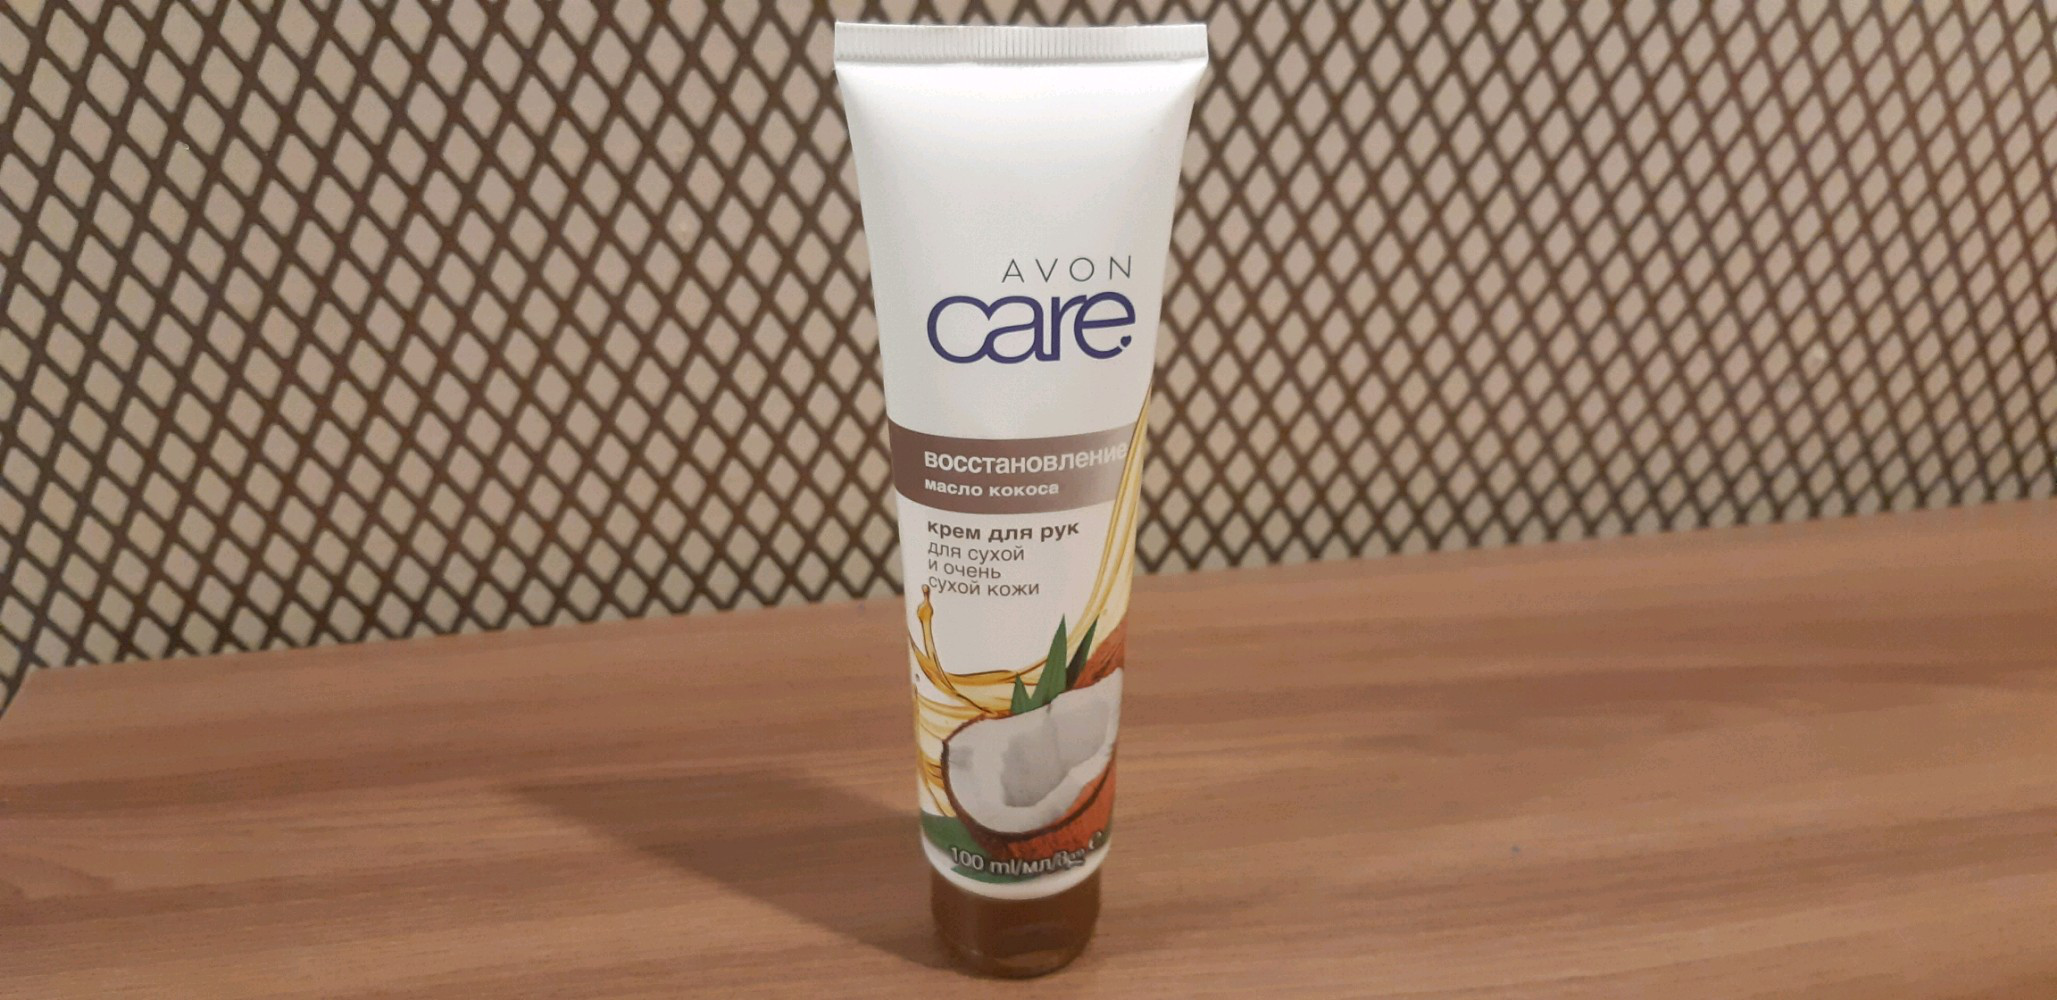 AVON
care
восстановление
масло кокоса
крем для рук
для сухой
и очень
сухой кожи
100 ml/мл/